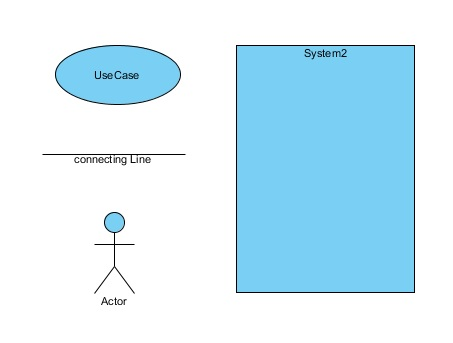 UseCase
System2
connecting Line
Actor